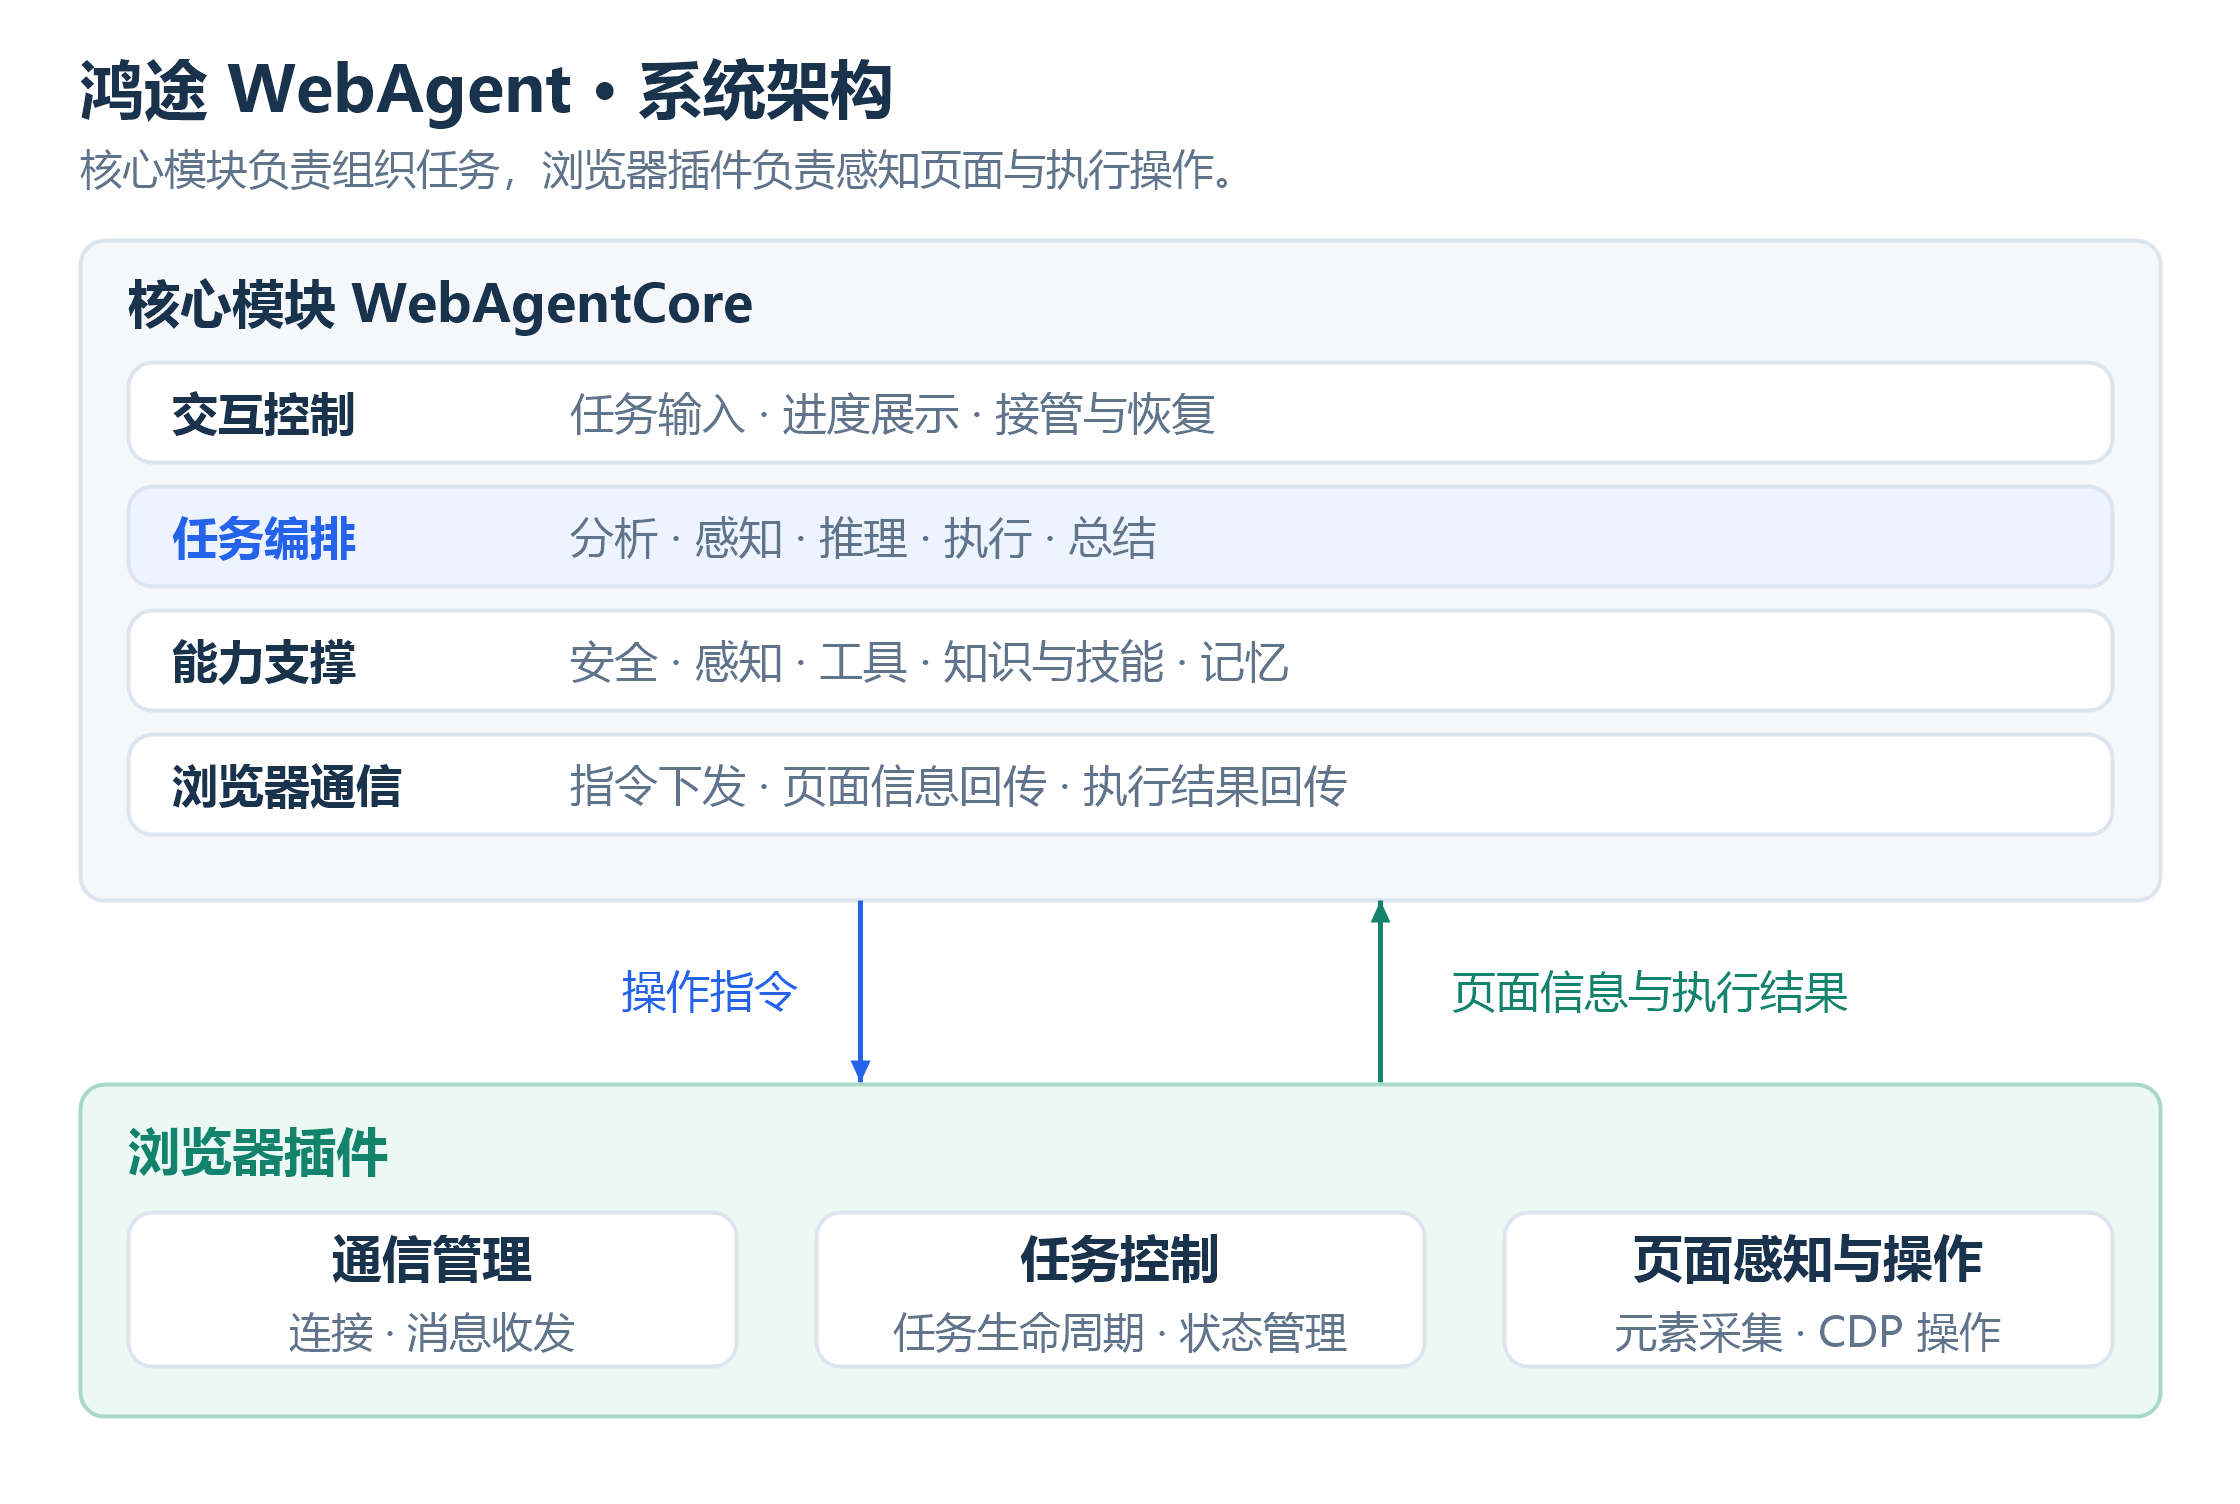 鸿途 WebAgent · 系统架构
核心模块负责组织任务，浏览器插件负责感知页面与执行操作。
核心模块 WebAgentCore
交互控制 任务输入 · 进度展示 · 接管与恢复
任务编排 分析 · 感知 · 推理 · 执行 · 总结
能力支撑 安全 · 感知 · 工具 · 知识与技能 · 记忆
浏览器通信 指令下发 · 页面信息回传 · 执行结果回传
操作指令 页面信息与执行结果
浏览器插件
通信管理 任务控制 页面感知与操作
连接 · 消息收发 任务生命周期 · 状态管理 元素采集 · CDP 操作